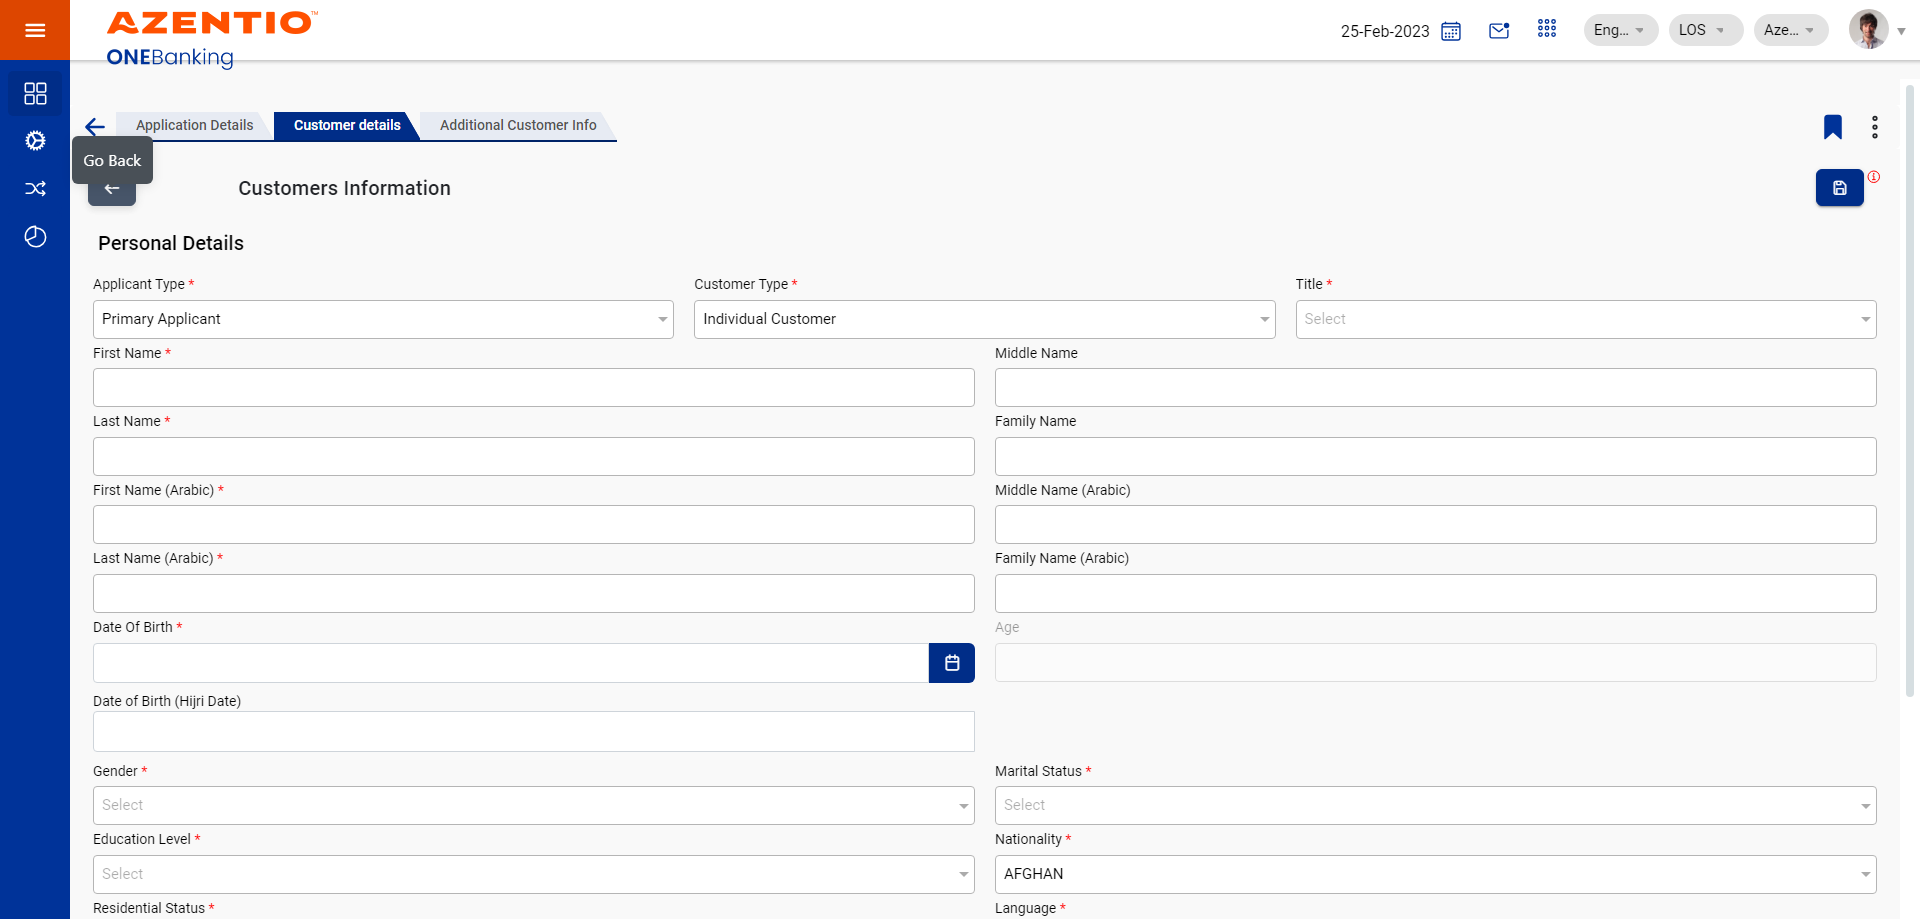 AZENTIO™
ONEBanking
25-Feb-2023
Eng...
LOS
Aze...
Application Details
Customer details
Additional Customer Info
Go Back
Customers Information
Personal Details
Applicant Type *
Customer Type *
Title *
Primary Applicant
Individual Customer
Select
First Name *
Middle Name
Last Name *
Family Name
First Name (Arabic) *
Middle Name (Arabic)
Last Name (Arabic) *
Family Name (Arabic)
Date Of Birth *
Age
Date of Birth (Hijri Date)
Gender *
Marital Status *
Select
Select
Education Level *
Nationality *
Select
AFGHAN
Residential Status *
Language *